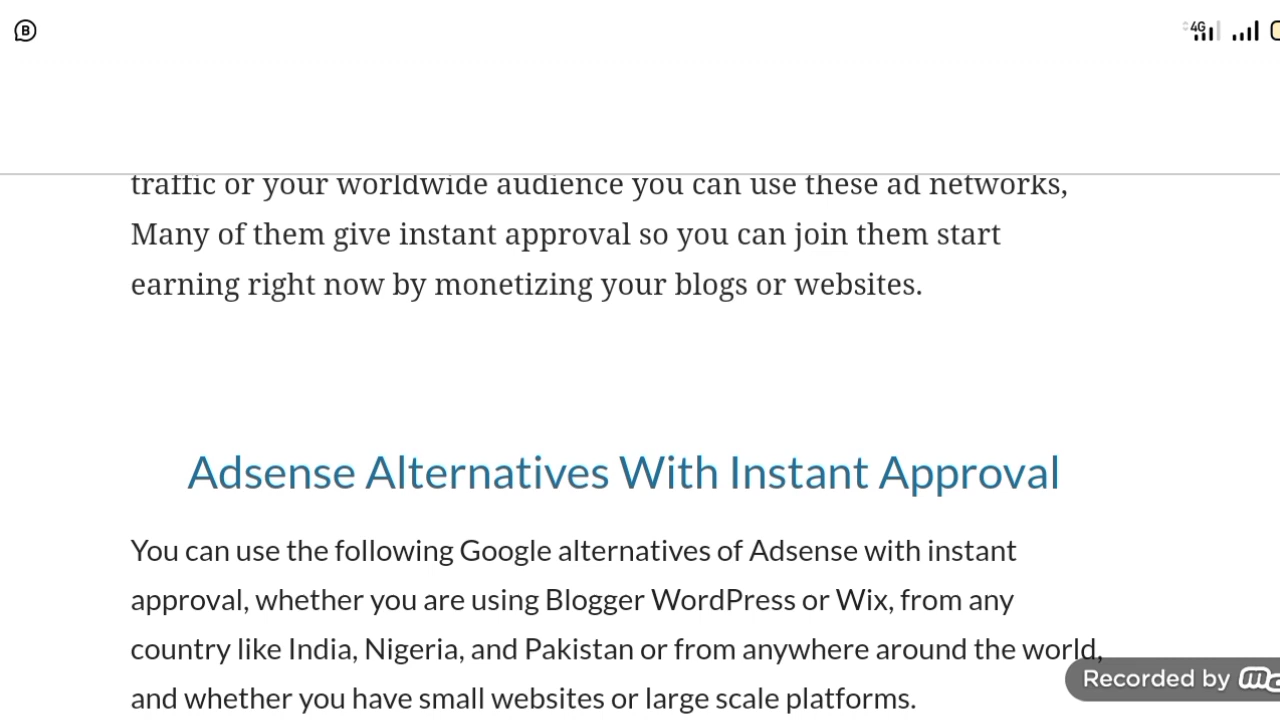 B
4G
traffic or your worldwide audience you can use these ad networks,
Many of them give instant approval so you can join them start
earning right now by monetizing your blogs or websites.
Adsense Alternatives With Instant Approval
You can use the following Google alternatives of Adsense with instant
approval, whether you are using Blogger WordPress or Wix, from any
country like India, Nigeria, and Pakistan or from anywhere around the world,
and whether you have small websites or large scale platforms.
Recorded by